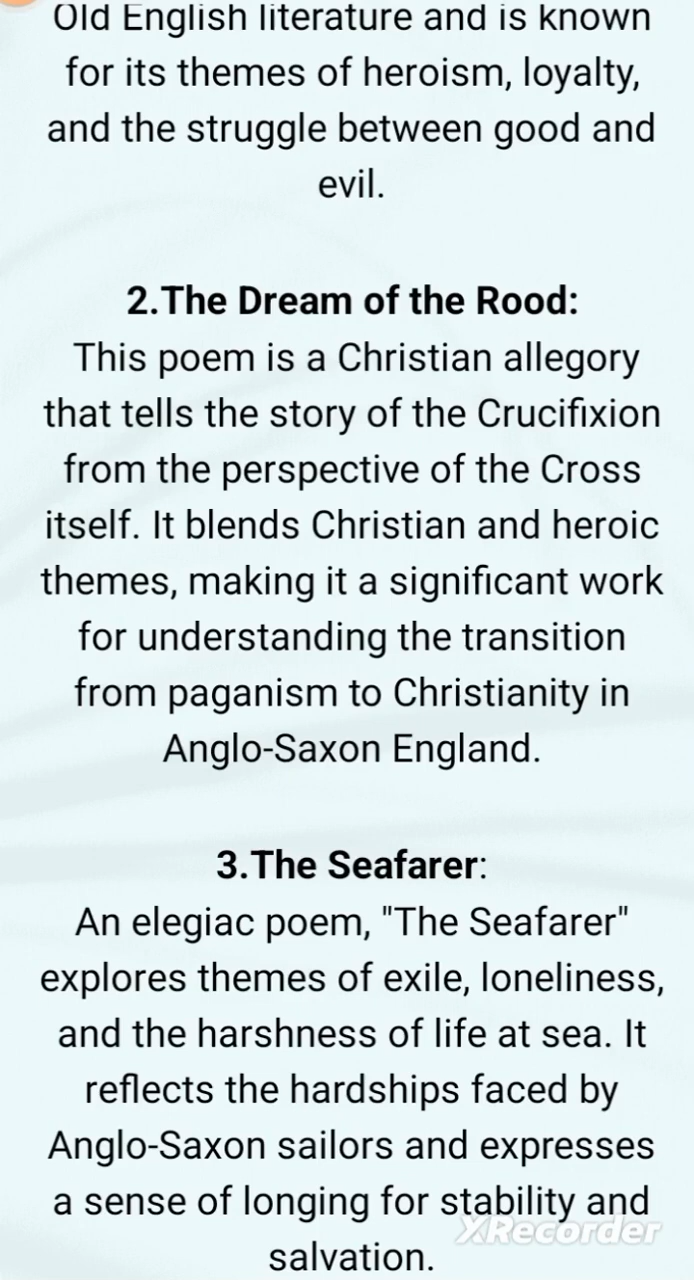 Old English literature and is known
for its themes of heroism, loyalty,
and the struggle between good and
evil.
2.The Dream of the Rood:
This poem is a Christian allegory
that tells the story of the Crucifixion
from the perspective of the Cross
itself. It blends Christian and heroic
themes, making it a significant work
for understanding the transition
from paganism to Christianity in
Anglo-Saxon England.
3.The Seafarer:
An elegiac poem, "The Seafarer"
explores themes of exile, loneliness,
and the harshness of life at sea. It
reflects the hardships faced by
Anglo-Saxon sailors and expresses
a sense of longing for stability and
XRecorder
salvation.